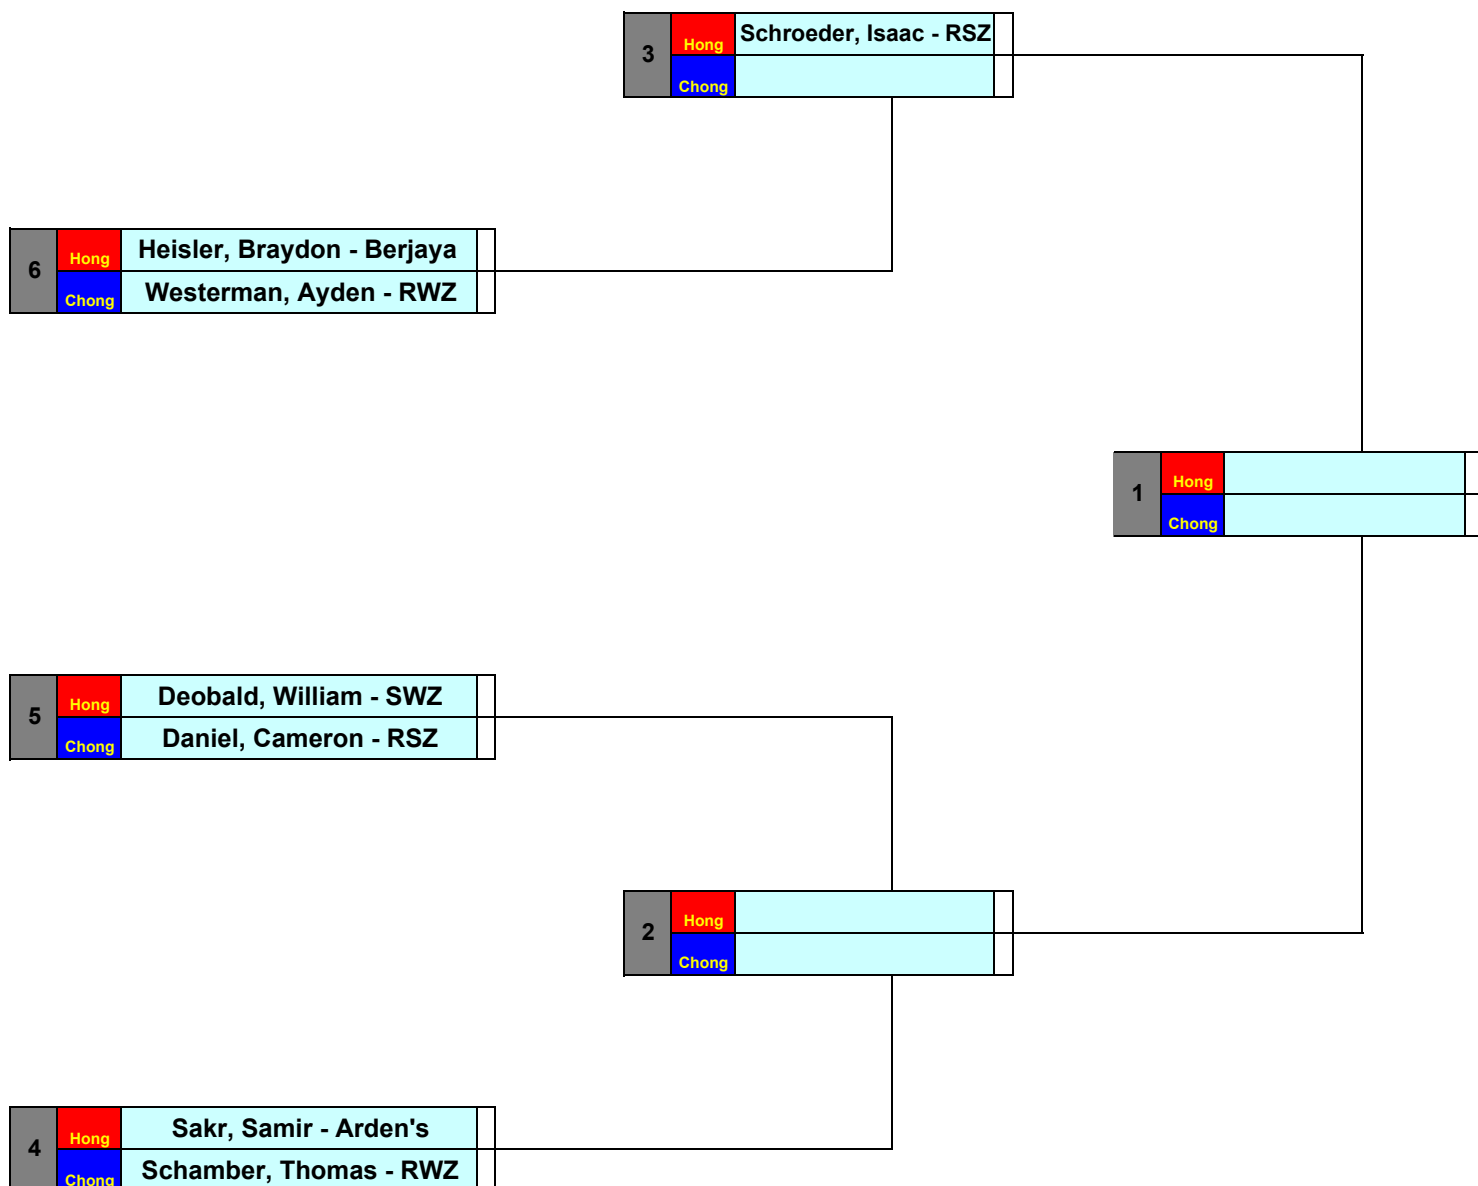 3
Hong
Schroeder, Isaac - RSZ
Chong
6
Hong
Heisler, Braydon - Berjaya
Chong
Westerman, Ayden - RWZ
1
Hong
Chong
5
Hong
Deobald, William - SWZ
Chong
Daniel, Cameron - RSZ
2
Hong
Chong
4
Hong
Sakr, Samir - Arden's
Chong
Schamber, Thomas - RWZ